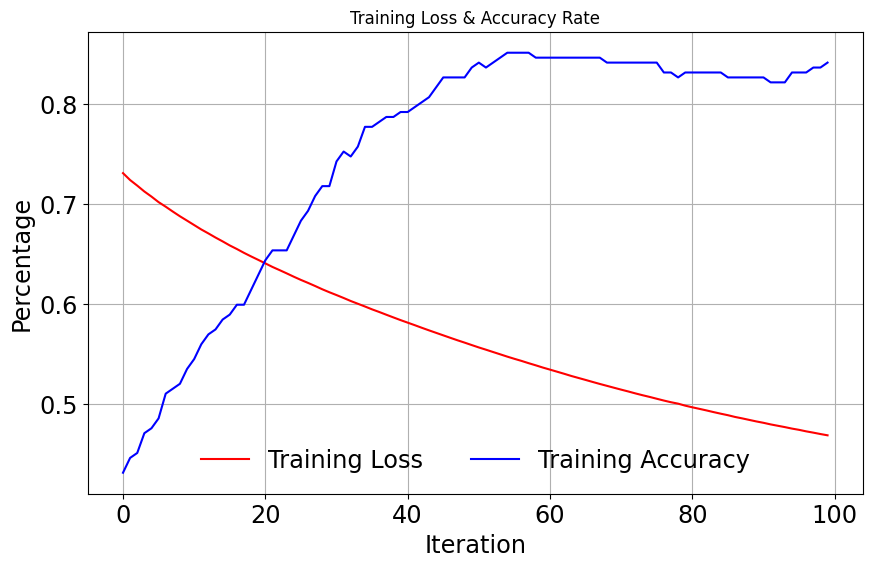 Training Loss & Accuracy Rate
Percentage
0.8
0.7
0.6
0.5
Training Loss
Training Accuracy
0 20 40 60 80 100
Iteration